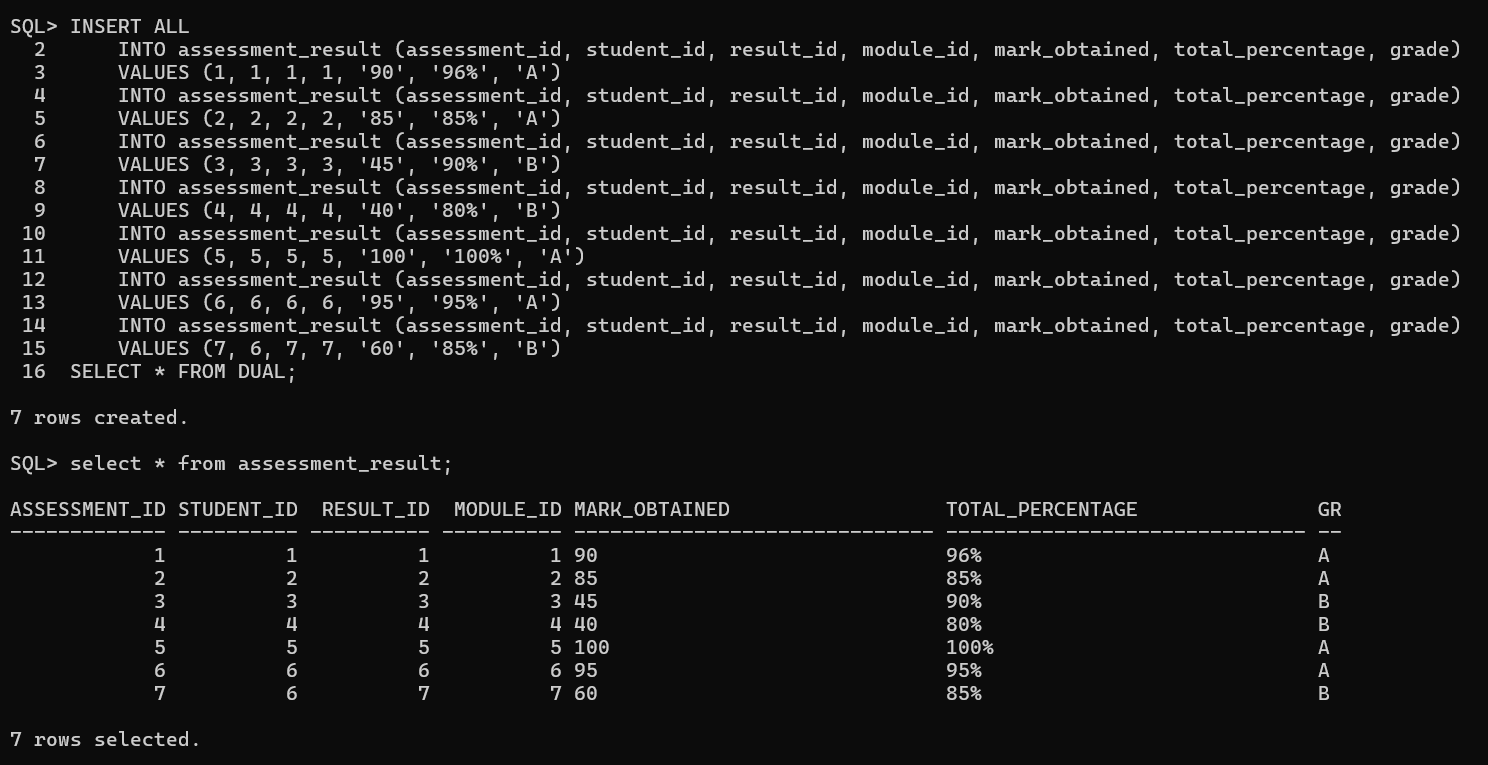 SQL> INSERT ALL
  2      INTO assessment_result (assessment_id, student_id, result_id, module_id, mark_obtained, total_percentage, grade)
  3      VALUES (1, 1, 1, 1, '90', '96%', 'A')
  4      INTO assessment_result (assessment_id, student_id, result_id, module_id, mark_obtained, total_percentage, grade)
  5      VALUES (2, 2, 2, 2, '85', '85%', 'A')
  6      INTO assessment_result (assessment_id, student_id, result_id, module_id, mark_obtained, total_percentage, grade)
  7      VALUES (3, 3, 3, 3, '45', '90%', 'B')
  8      INTO assessment_result (assessment_id, student_id, result_id, module_id, mark_obtained, total_percentage, grade)
  9      VALUES (4, 4, 4, 4, '40', '80%', 'B')
 10      INTO assessment_result (assessment_id, student_id, result_id, module_id, mark_obtained, total_percentage, grade)
 11      VALUES (5, 5, 5, 5, '100', '100%', 'A')
 12      INTO assessment_result (assessment_id, student_id, result_id, module_id, mark_obtained, total_percentage, grade)
 13      VALUES (6, 6, 6, 6, '95', '95%', 'A')
 14      INTO assessment_result (assessment_id, student_id, result_id, module_id, mark_obtained, total_percentage, grade)
 15      VALUES (7, 6, 7, 7, '60', '85%', 'B')
 16  SELECT * FROM DUAL;

7 rows created.

SQL> select * from assessment_result;

ASSESSMENT_ID STUDENT_ID  RESULT_ID  MODULE_ID MARK_OBTAINED                  TOTAL_PERCENTAGE               GR
------------- ---------- ---------- ---------- ------------------------------ ------------------------------ --
            1          1          1          1 90                             96%                            A
            2          2          2          2 85                             85%                            A
            3          3          3          3 45                             90%                            B
            4          4          4          4 40                             80%                            B
            5          5          5          5 100                            100%                           A
            6          6          6          6 95                             95%                            A
            7          6          7          7 60                             85%                            B

7 rows selected.